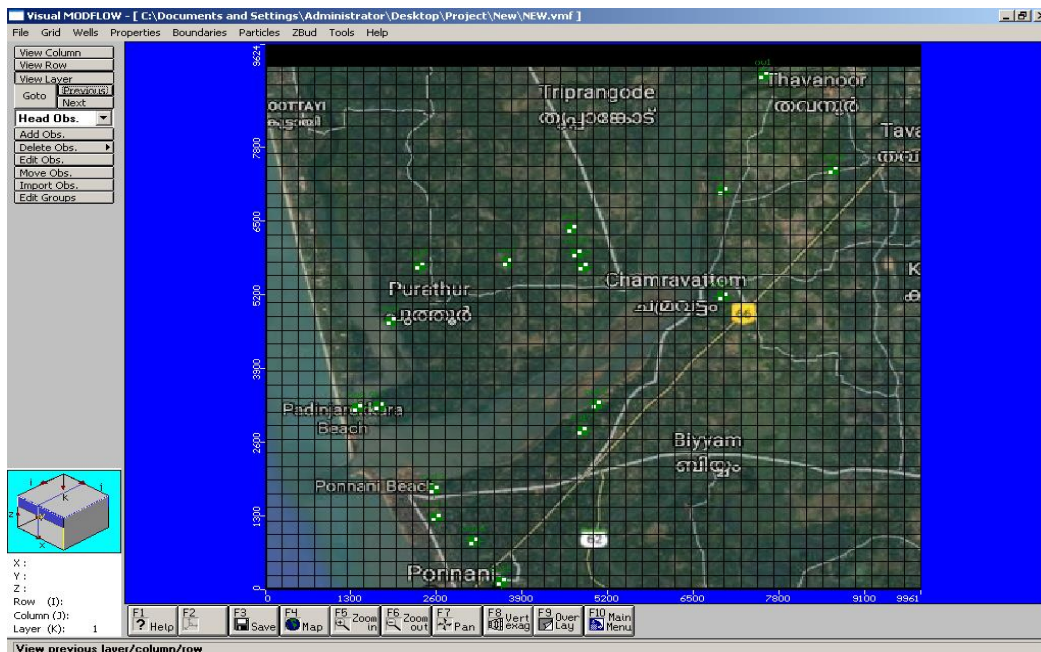 Visual MODFLOW - [ C:\Documents and Settings\Administrator\Desktop\Project\New\NEW.vmf ]
File Grid Wells Properties Boundaries Particles ZBud Tools Help
View Column
View Row
View Layer
Goto Previous
Next
Head Obs.
Add Obs.
Delete Obs.
Edit Obs.
Move Obs.
Import Obs.
Edit Groups
9624
7800
6500
5200
3900
2600
1300
0
ou1
Thavanoor
തവനൂർ
Triprangode
തൃപ്രങ്ങോട്
OOTTAYI
Tava
തവ
Purathur
പുറത്തൂർ
Chamravattom
ചമ്രവട്ടം
K
66
Padinjarekkara
Beach
Biyyam
ബിയ്യം
Ponnani Beach
62
Ponnani
0 1300 2600 3900 5200 6500 7800 9100 9961
i j K z x
X :
Y :
Z :
Row (I):
Column (J):
Layer (K): 1
F1 ? Help
F2
F3 Save
F4 Map
F5 Zoom in
F6 Zoom out
F7 Pan
F8 Vert exag
F9 Over Lay
F10 Main Menu
View previous layer/column/row